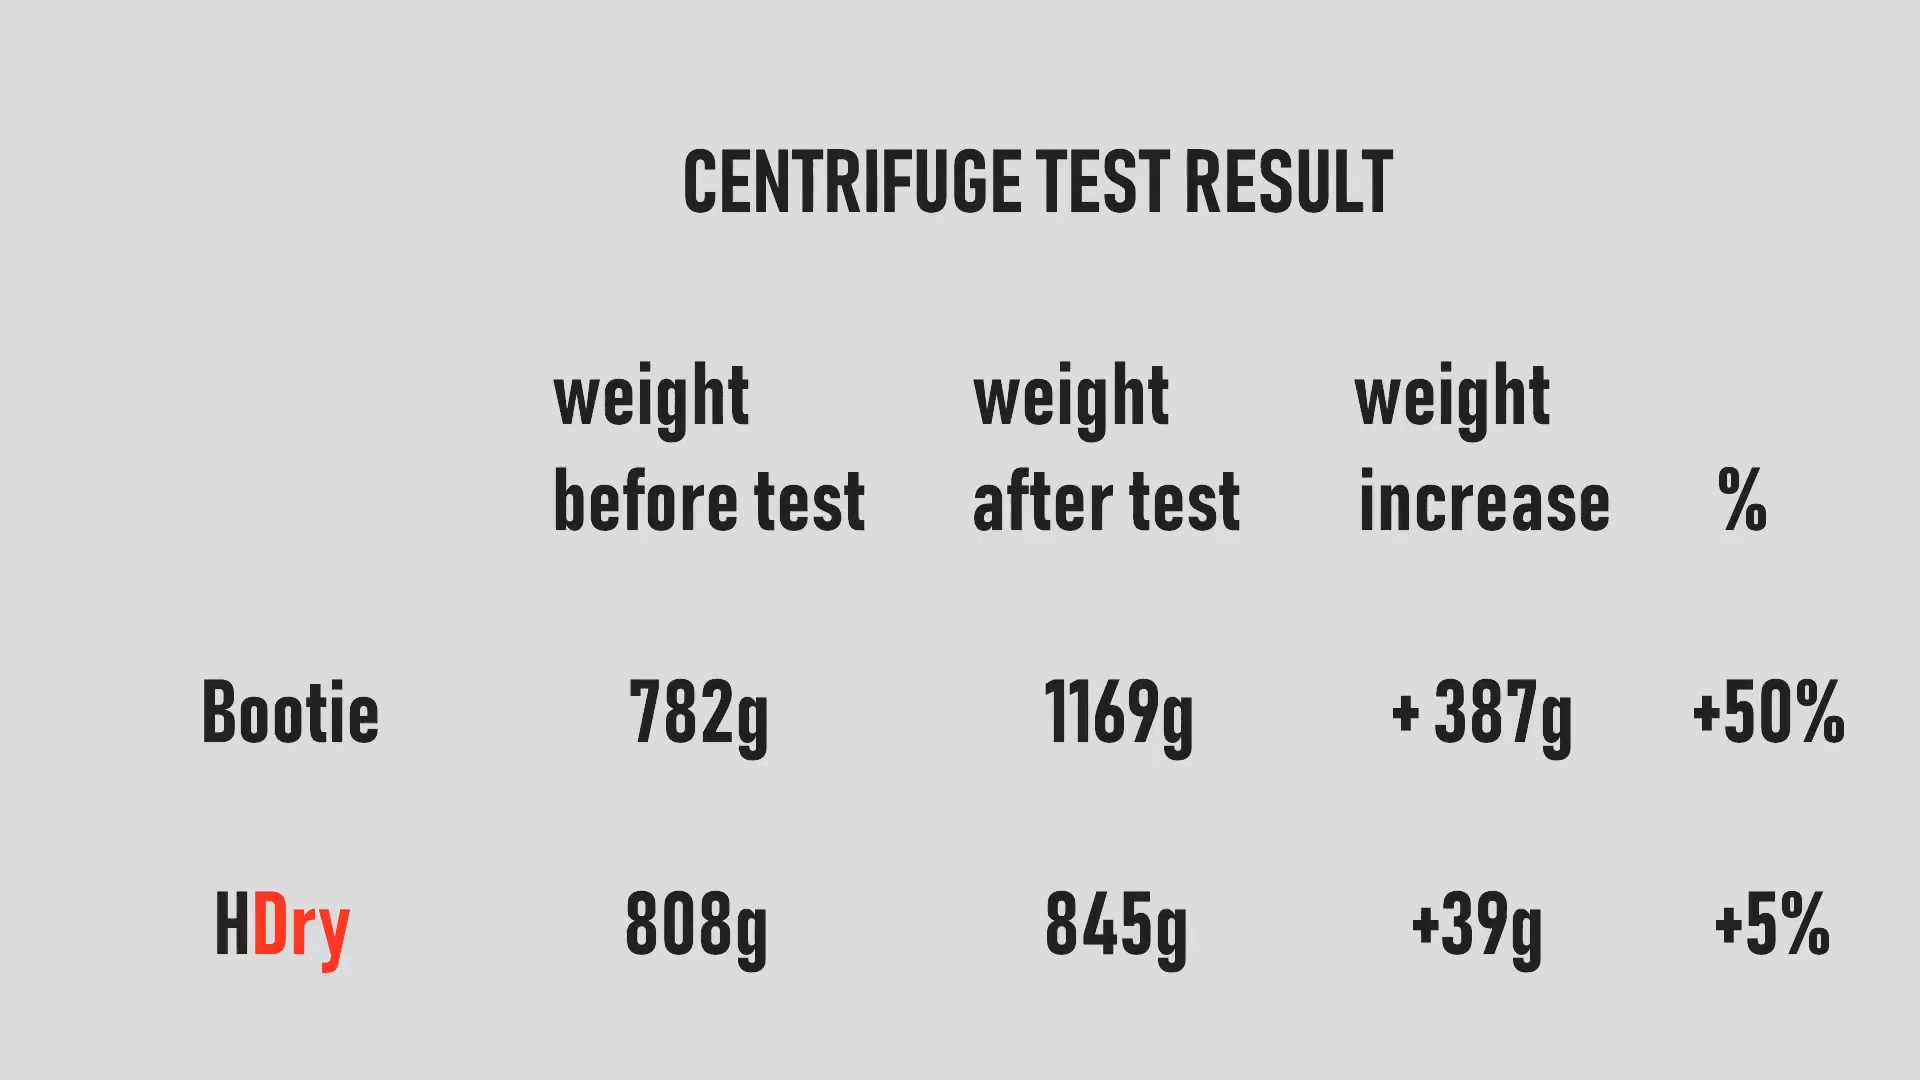 CENTRIFUGE TEST RESULT
weight weight weight
before test after test increase %
Bootie 782g 1169g + 387g +50%
HDry 808g 845g +39g +5%